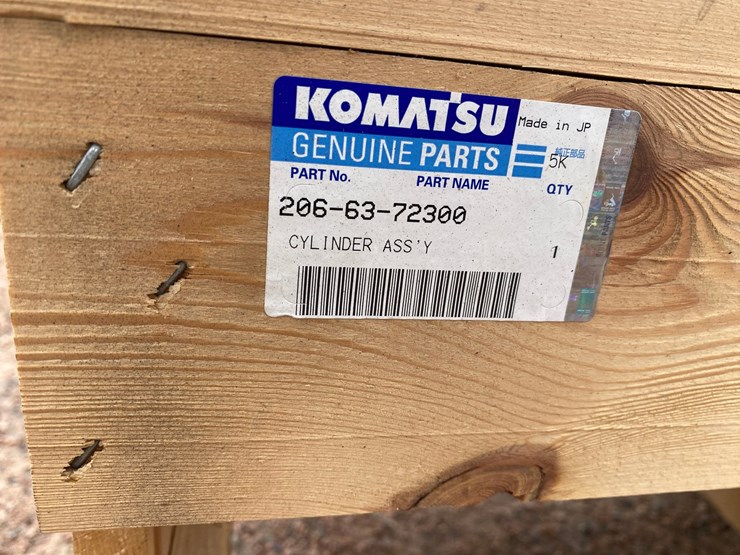 KOMATSU
Made in JP
GENUINE PARTS
純正部品
5K
PART No.
PART NAME
QTY
206-63-72300
CYLINDER ASS'Y
1